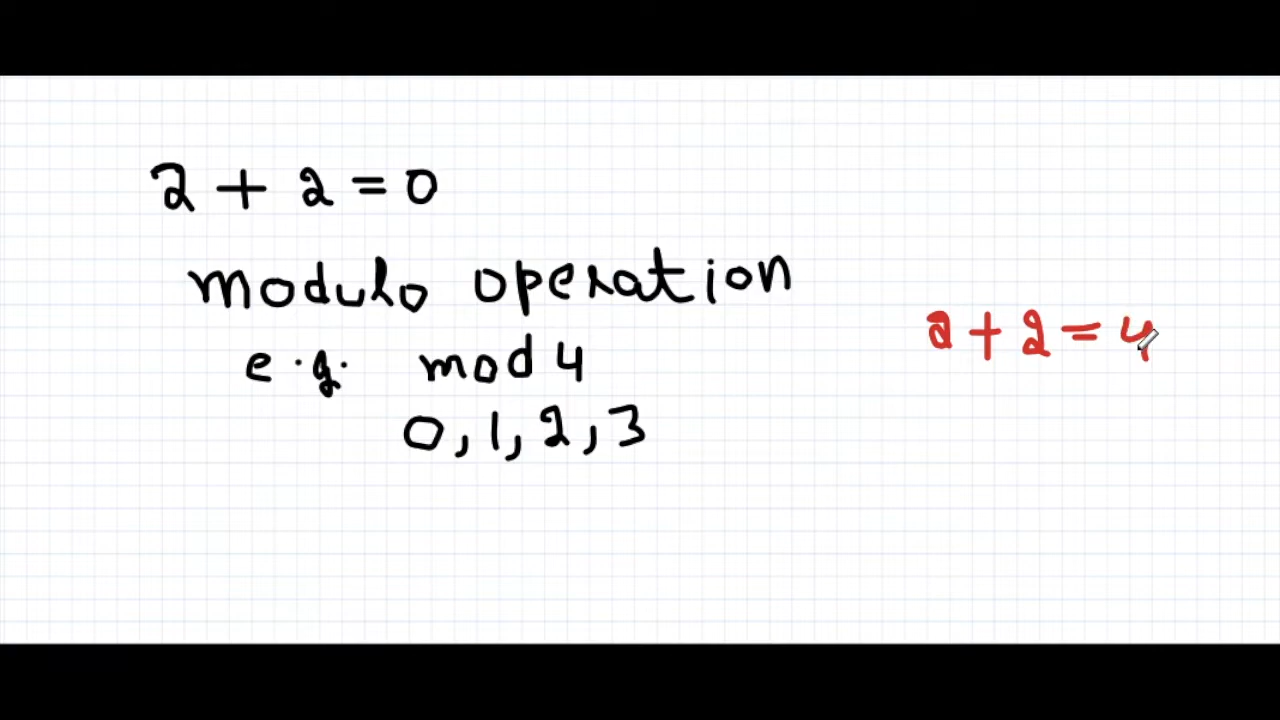 2 + 2 = 0
modulo operation
e.g. mod 4
0, 1, 2, 3
2 + 2 = 4